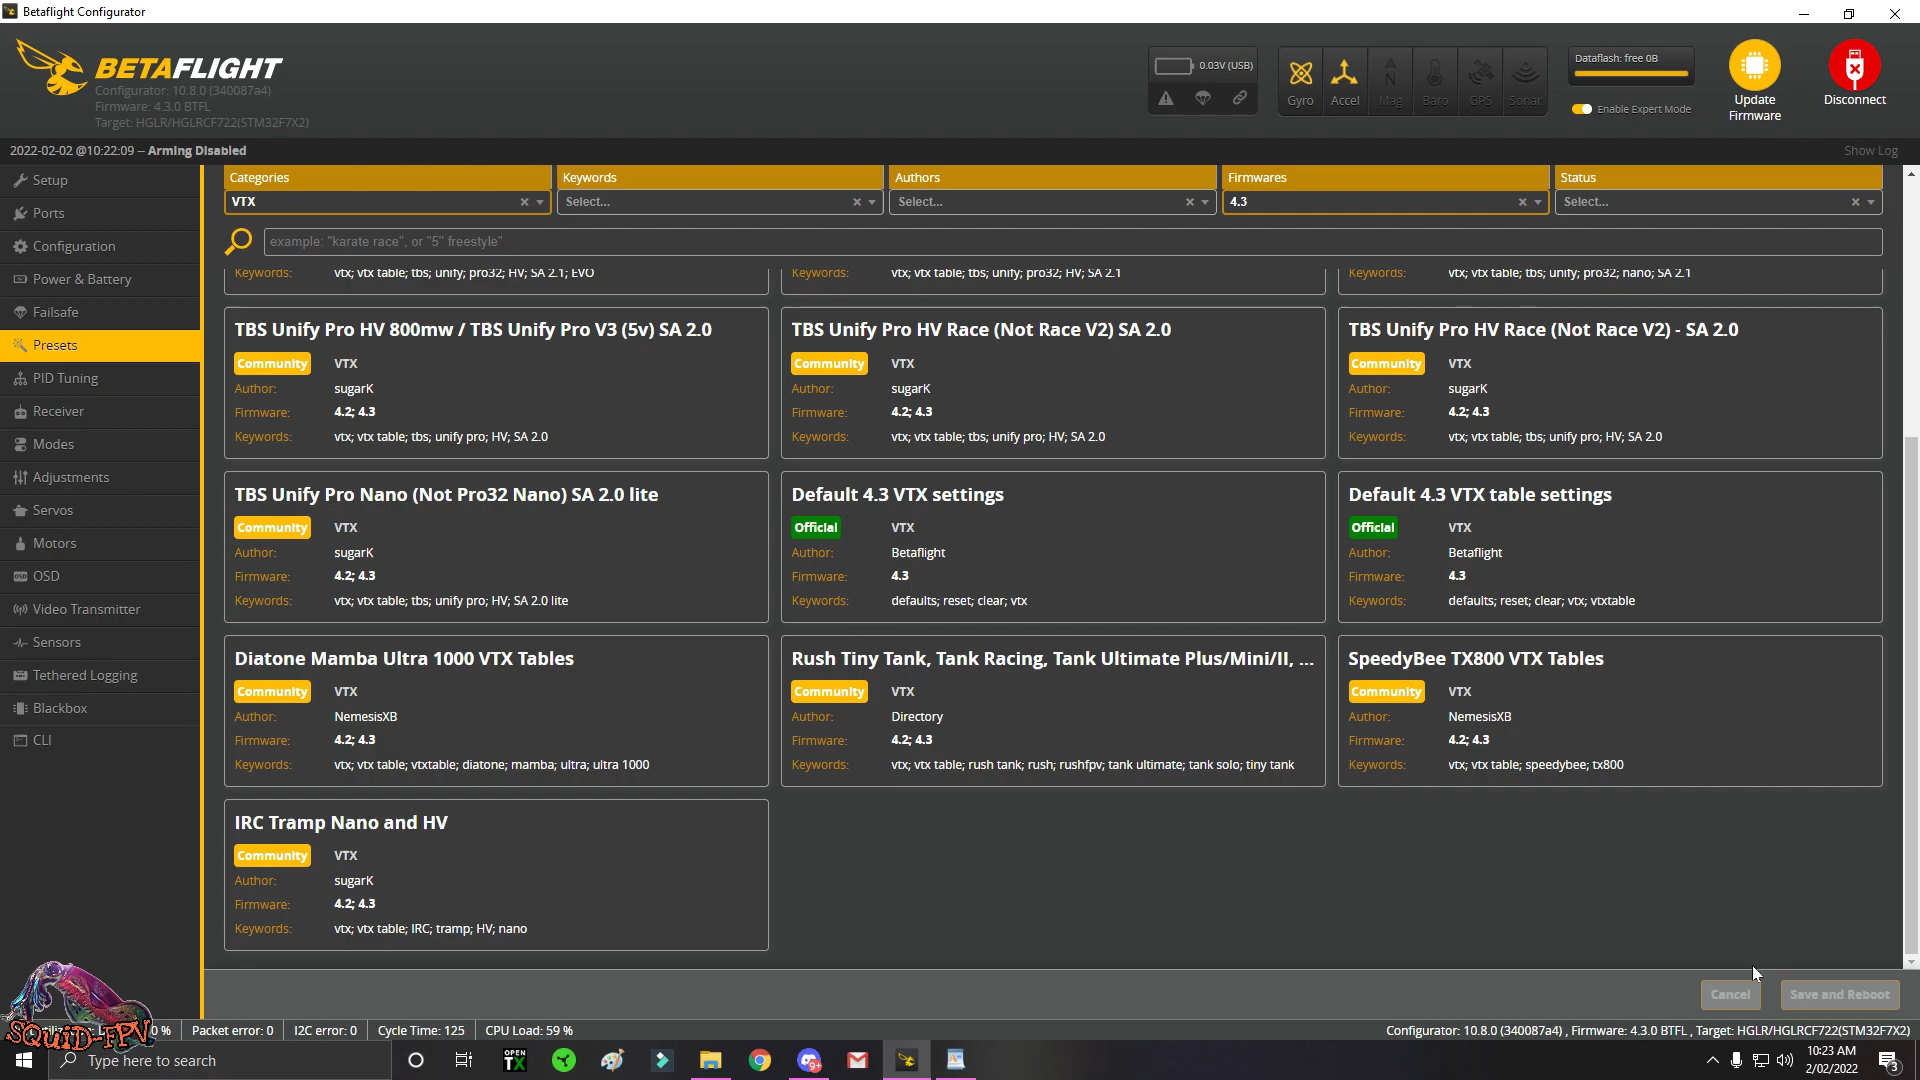 Betaflight Configurator
BETAFLIGHT
Configurator: 10.8.0 (340087a4)
Firmware: 4.3.0 BTFL
Target: HGLR/HGLRCF722(STM32F7X2)
0.03V (USB)
Gyro
Accel
Mag
Baro
GPS
Sonar
Dataflash: free 0B
Enable Expert Mode
Update
Firmware
Disconnect
2022-02-02 @10:22:09 -- Arming Disabled
Show Log
Setup
Ports
Configuration
Power & Battery
Failsafe
Presets
PID Tuning
Receiver
Modes
Adjustments
Servos
Motors
OSD
Video Transmitter
Sensors
Tethered Logging
Blackbox
CLI
Categories
Keywords
Authors
Firmwares
Status
VTX
Select...
Select...
4.3
Select...
example: "karate race", or "5'' freestyle"
Keywords: vtx; vtx table; tbs; unify; pro32; HV; SA 2.1; EVO
Keywords: vtx; vtx table; tbs; unify; pro32; HV; SA 2.1
Keywords: vtx; vtx table; tbs; unify; pro32; nano; SA 2.1
TBS Unify Pro HV 800mw / TBS Unify Pro V3 (5v) SA 2.0
Community VTX
Author: sugarK
Firmware: 4.2; 4.3
Keywords: vtx; vtx table; tbs; unify pro; HV; SA 2.0
TBS Unify Pro HV Race (Not Race V2) SA 2.0
Community VTX
Author: sugarK
Firmware: 4.2; 4.3
Keywords: vtx; vtx table; tbs; unify pro; HV; SA 2.0
TBS Unify Pro HV Race (Not Race V2) - SA 2.0
Community VTX
Author: sugarK
Firmware: 4.2; 4.3
Keywords: vtx; vtx table; tbs; unify pro; HV; SA 2.0
TBS Unify Pro Nano (Not Pro32 Nano) SA 2.0 lite
Community VTX
Author: sugarK
Firmware: 4.2; 4.3
Keywords: vtx; vtx table; tbs; unify pro; HV; SA 2.0 lite
Default 4.3 VTX settings
Official VTX
Author: Betaflight
Firmware: 4.3
Keywords: defaults; reset; clear; vtx
Default 4.3 VTX table settings
Official VTX
Author: Betaflight
Firmware: 4.3
Keywords: defaults; reset; clear; vtx; vtxtable
Diatone Mamba Ultra 1000 VTX Tables
Community VTX
Author: NemesisXB
Firmware: 4.2; 4.3
Keywords: vtx; vtx table; vtxtable; diatone; mamba; ultra; ultra 1000
Rush Tiny Tank, Tank Racing, Tank Ultimate Plus/Mini/II, ...
Community VTX
Author: Directory
Firmware: 4.2; 4.3
Keywords: vtx; vtx table; rush tank; rush; rushfpv; tank ultimate; tank solo; tiny tank
SpeedyBee TX800 VTX Tables
Community VTX
Author: NemesisXB
Firmware: 4.2; 4.3
Keywords: vtx; vtx table; speedybee; tx800
IRC Tramp Nano and HV
Community VTX
Author: sugarK
Firmware: 4.2; 4.3
Keywords: vtx; vtx table; IRC; tramp; HV; nano
Cancel
Save and Reboot
SQUID-FPV
0 %
Packet error: 0
I2C error: 0
Cycle Time: 125
CPU Load: 59 %
Configurator: 10.8.0 (340087a4) , Firmware: 4.3.0 BTFL , Target: HGLR/HGLRCF722(STM32F7X2)
Type here to search
OPEN
TX
9+
10:23 AM
2/02/2022
3